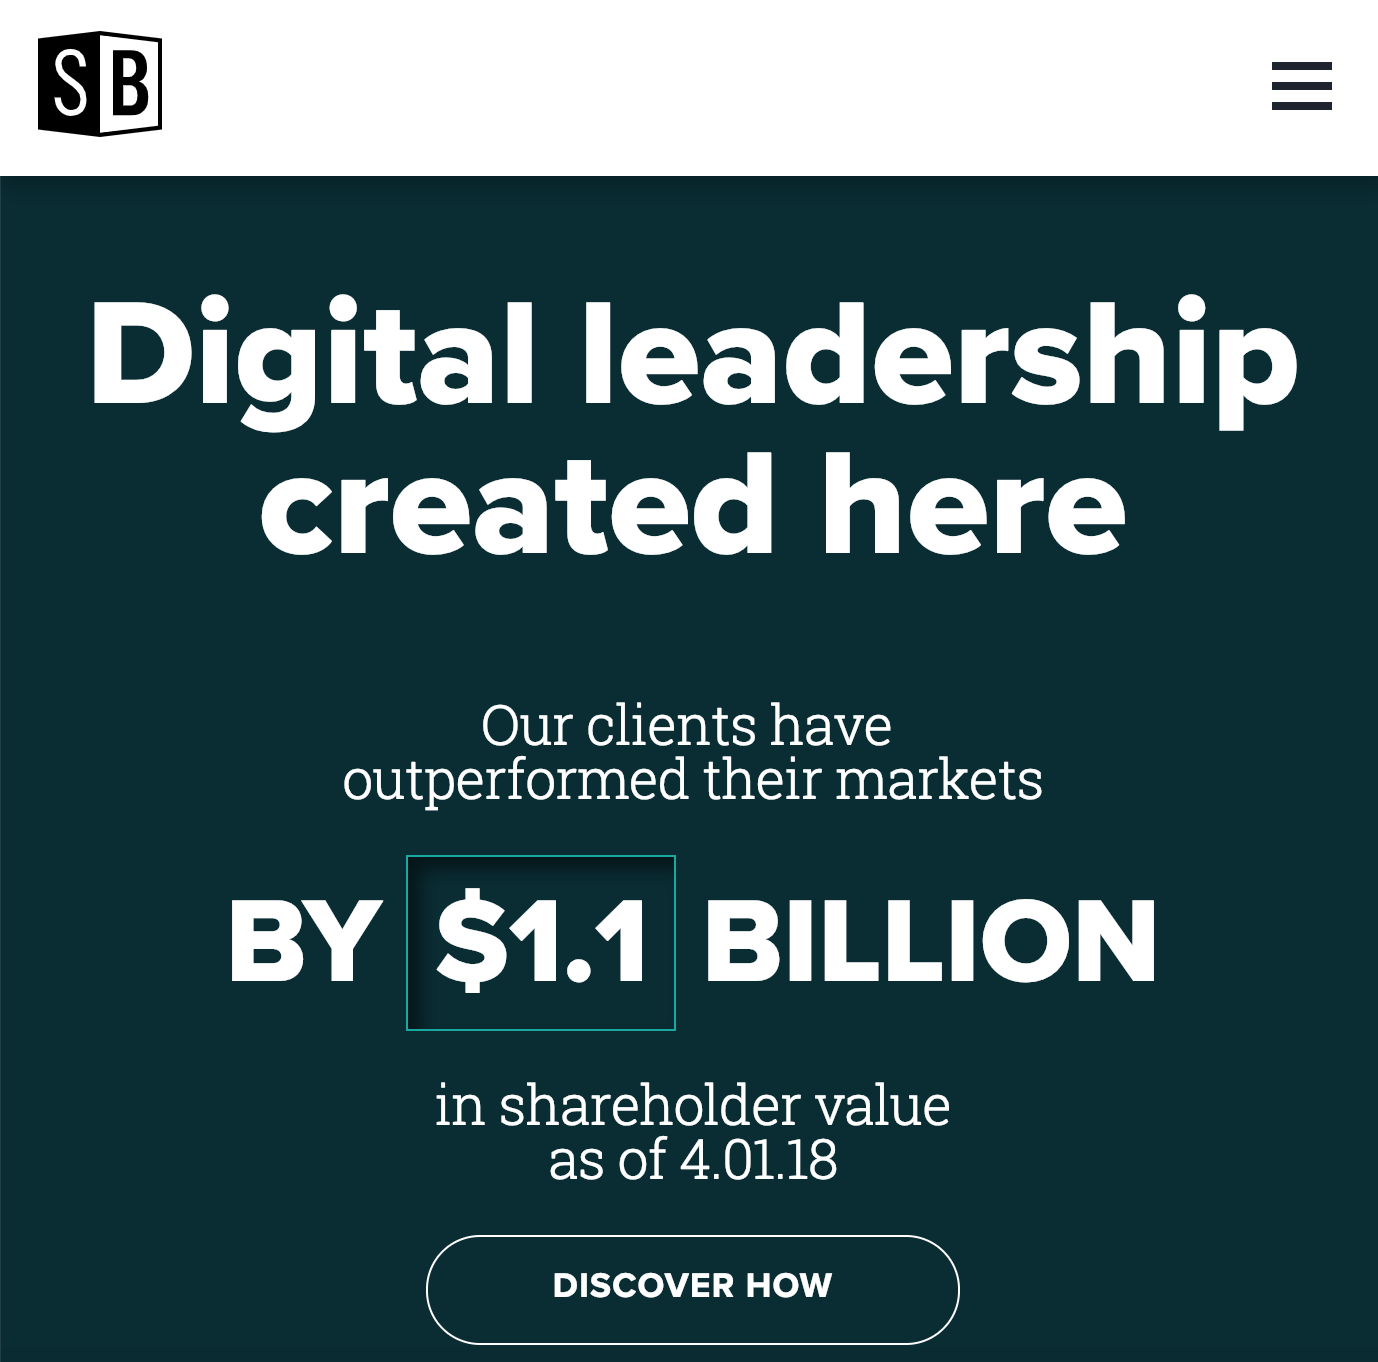 SB
Digital leadership
created here
Our clients have
outperformed their markets
BY $1.1 BILLION
in shareholder value
as of 4.01.18
DISCOVER HOW